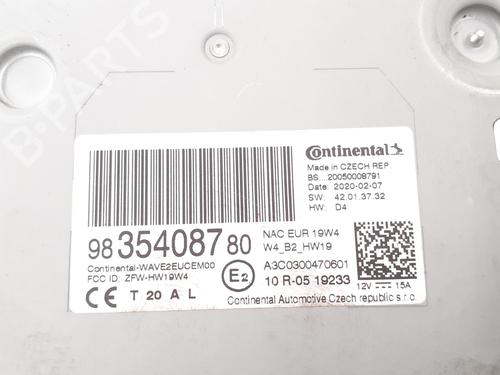 B-PARTS
Continental
Made in CZECH REP
BS...20050008791
Date: 2020-02-07
SW: 42.01.37.32
HW: D4
98 354087 80
NAC EUR 19W4
W4_B2_HW19
Continental-WAVE2EUCEM00
FCC ID: ZFW-HW19W4
E2
A3C0300470601
10 R-05 19233
12V 15A
CE T 20 A L
Continental Automotive Czech republic s.r.o.